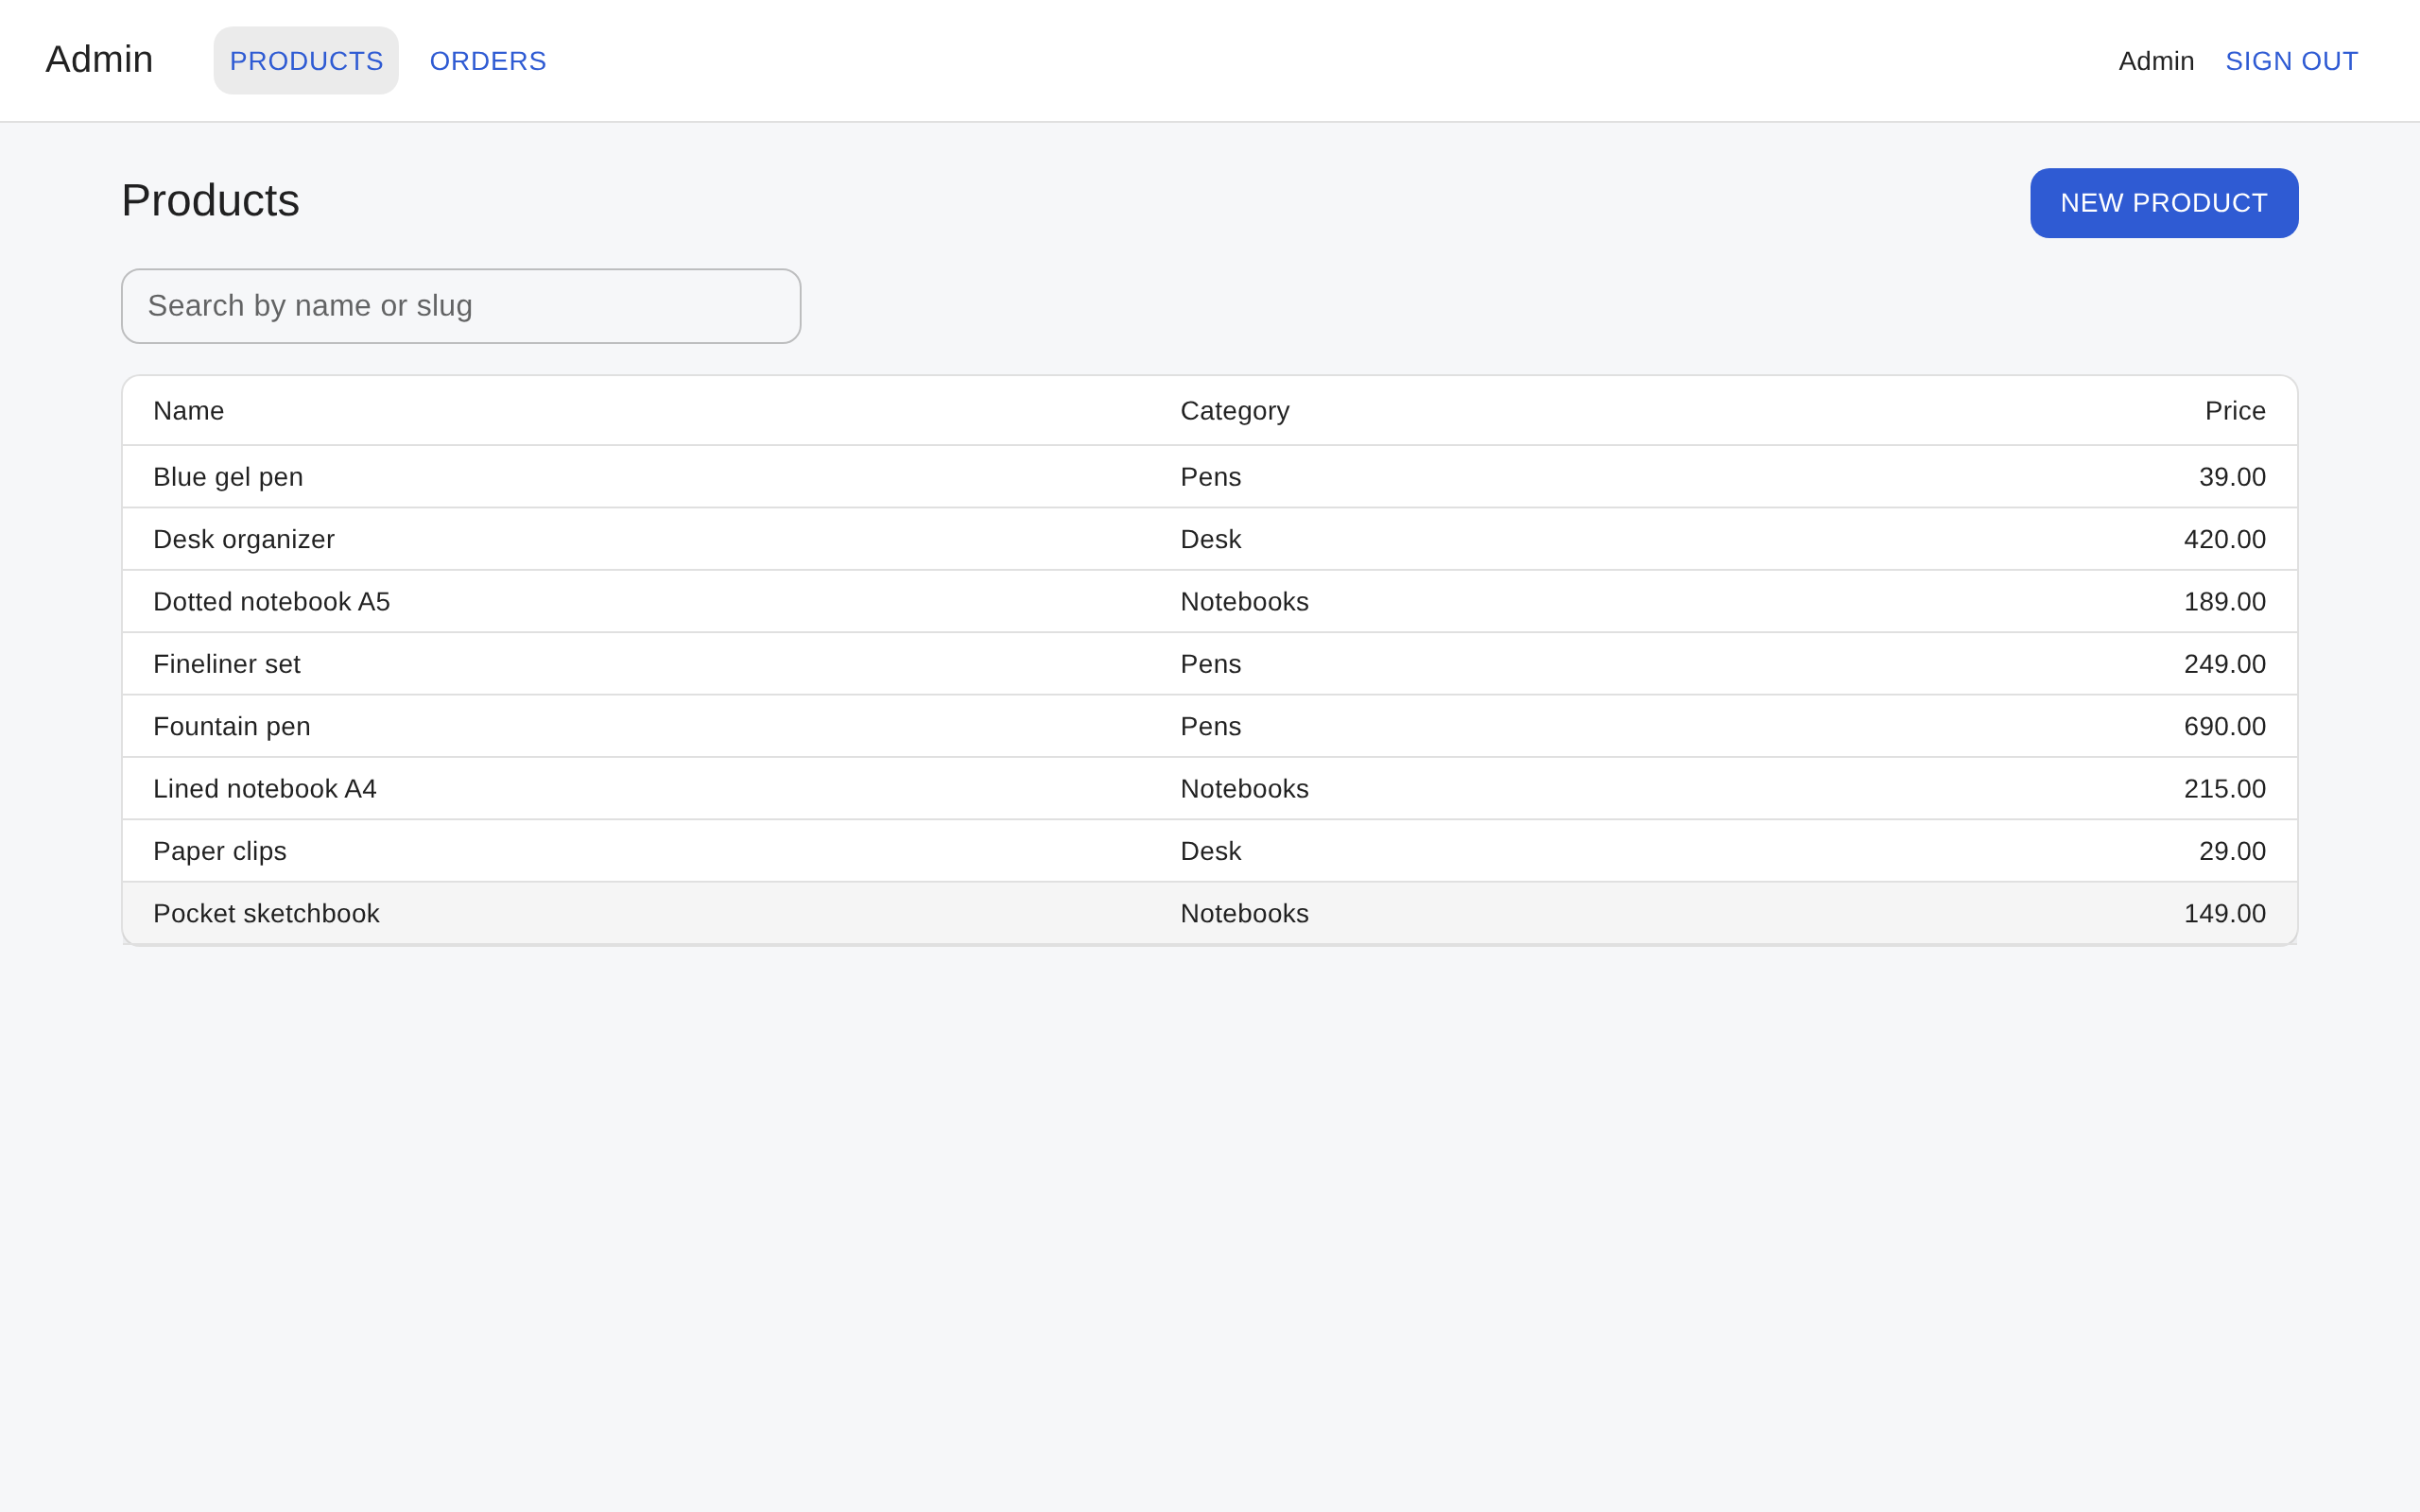 Admin PRODUCTS ORDERS Admin SIGN OUT
Products NEW PRODUCT
Search by name or slug
Name Category Price
Blue gel pen Pens 39.00
Desk organizer Desk 420.00
Dotted notebook A5 Notebooks 189.00
Fineliner set Pens 249.00
Fountain pen Pens 690.00
Lined notebook A4 Notebooks 215.00
Paper clips Desk 29.00
Pocket sketchbook Notebooks 149.00